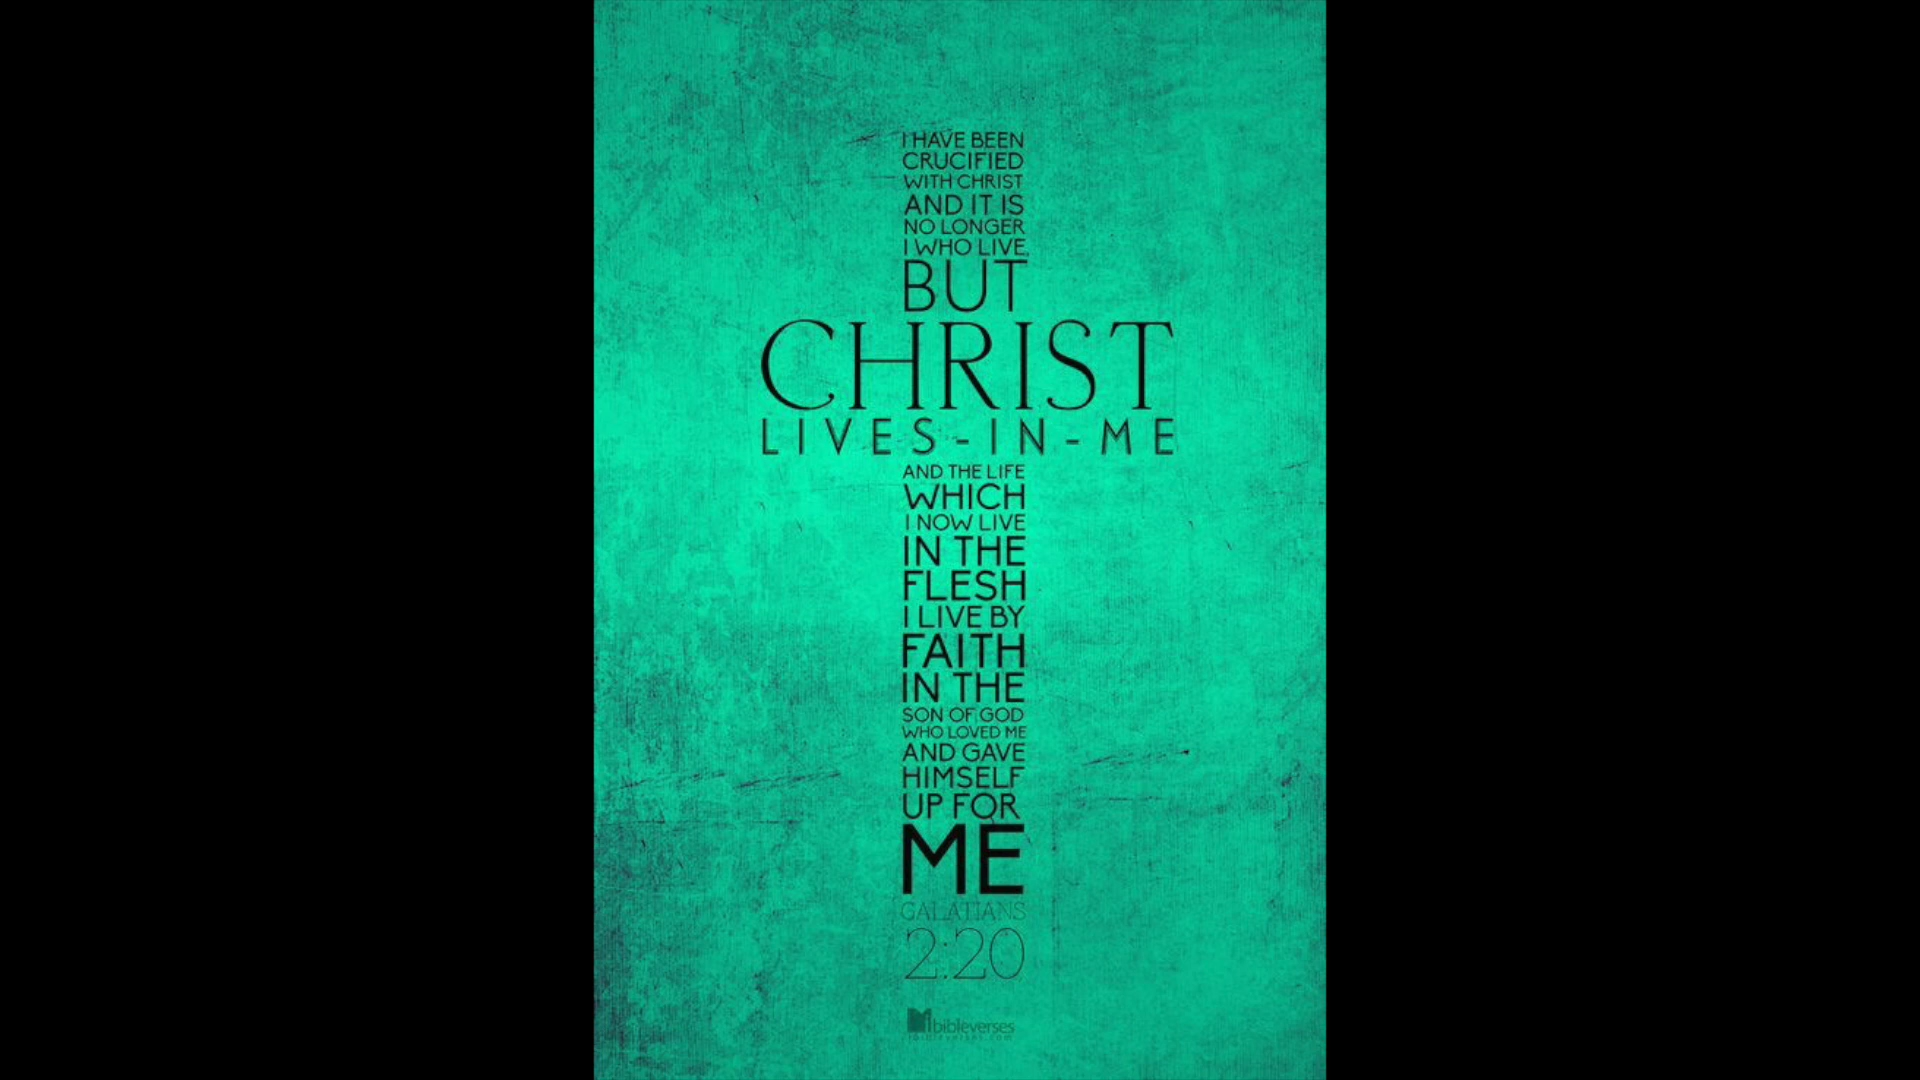 I HAVE BEEN
CRUCIFIED
WITH CHRIST
AND IT IS
NO LONGER
I WHO LIVE,
BUT
CHRIST
LIVES-IN-ME
AND THE LIFE
WHICH
I NOW LIVE
IN THE
FLESH
I LIVE BY
FAITH
IN THE
SON OF GOD
WHO LOVED ME
AND GAVE
HIMSELF
UP FOR
ME
GALATIANS
2:20
bibleverses